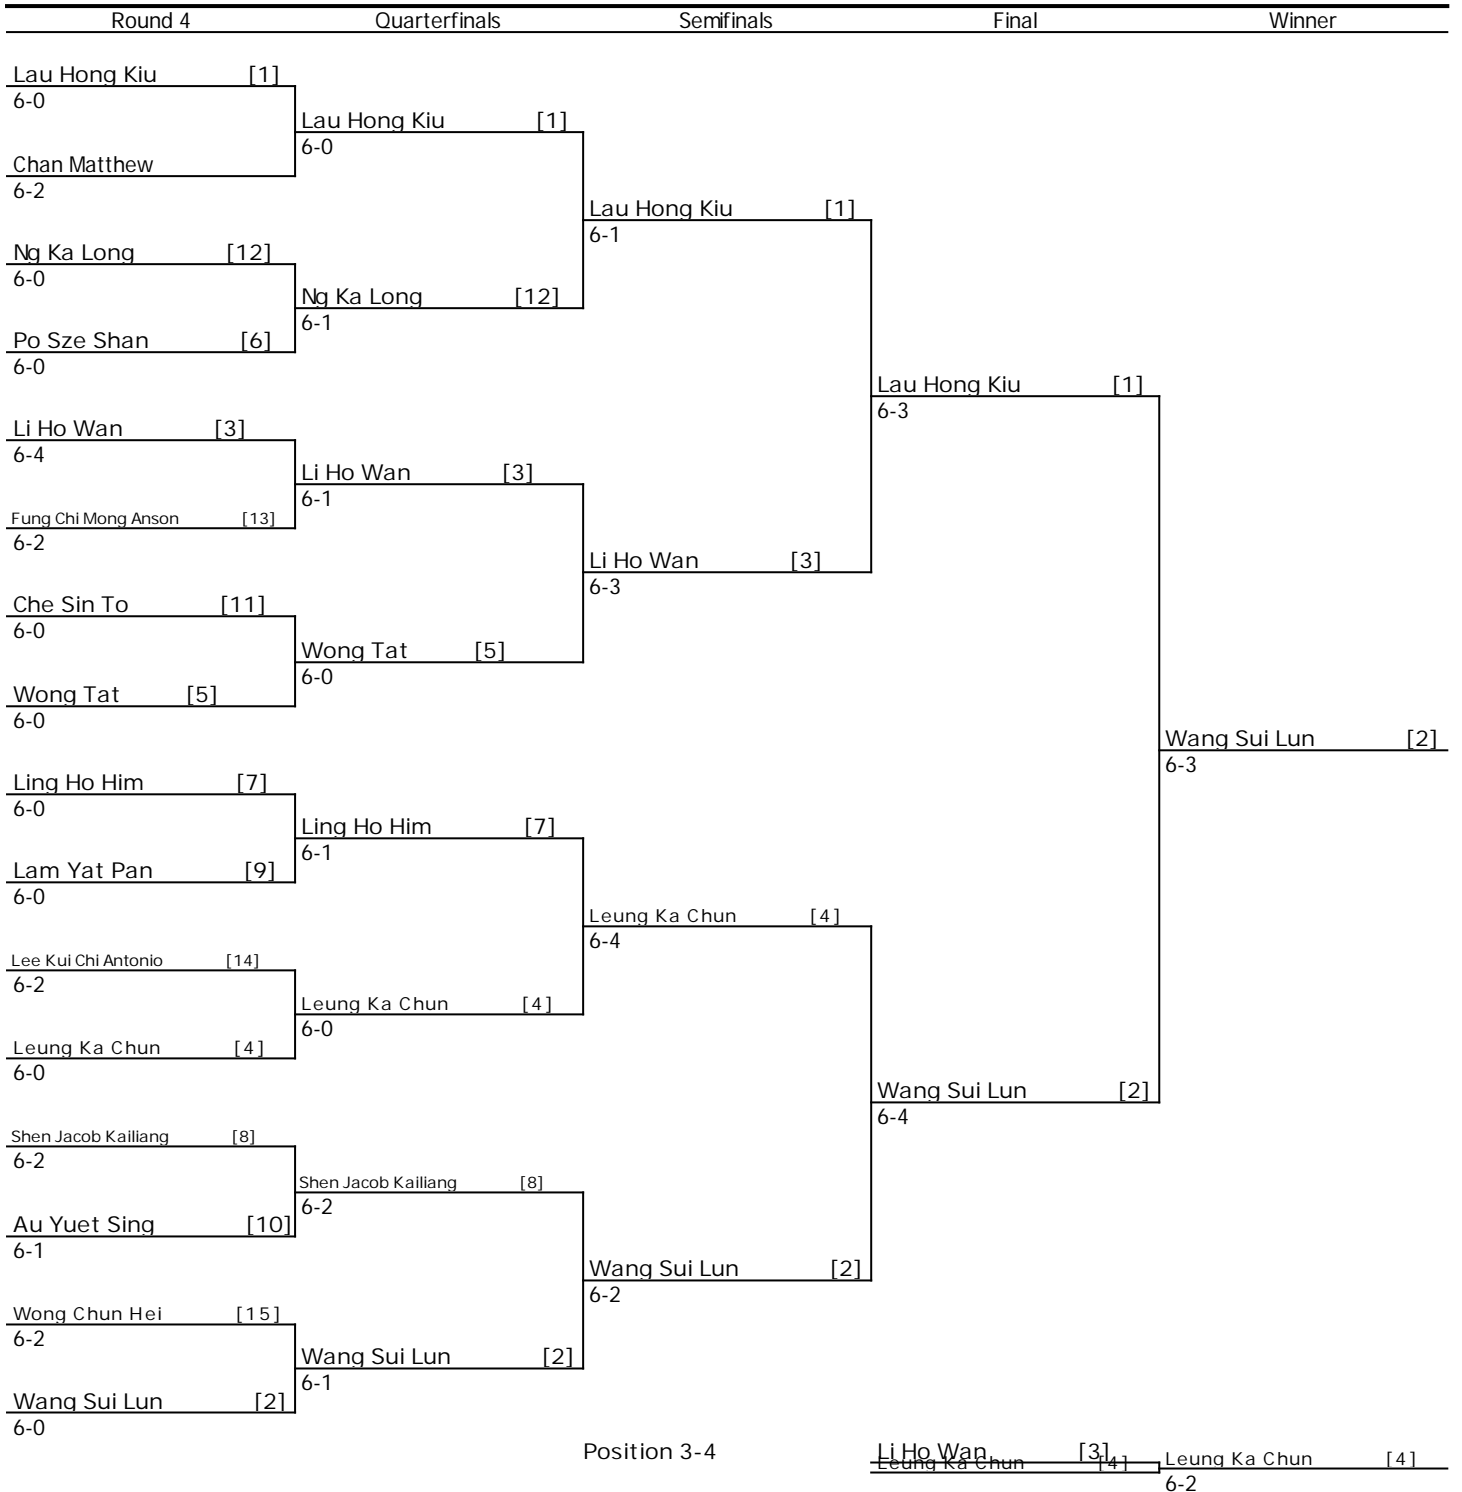 Round 4 Quarterfinals Semifinals Final Winner
Lau Hong Kiu [1]
6-0
Lau Hong Kiu [1]
6-0
Chan Matthew
6-2
Lau Hong Kiu [1]
6-1
Ng Ka Long [12]
6-0
Ng Ka Long [12]
6-1
Po Sze Shan [6]
6-0
Lau Hong Kiu [1]
6-3
Li Ho Wan [3]
6-4
Li Ho Wan [3]
6-1
Fung Chi Mong Anson [13]
6-2
Li Ho Wan [3]
6-3
Che Sin To [11]
6-0
Wong Tat [5]
6-0
Wong Tat [5]
6-0
Wang Sui Lun [2]
6-3
Ling Ho Him [7]
6-0
Ling Ho Him [7]
6-1
Lam Yat Pan [9]
6-0
Leung Ka Chun [4]
6-4
Lee Kui Chi Antonio [14]
6-2
Leung Ka Chun [4]
6-0
Leung Ka Chun [4]
6-0
Wang Sui Lun [2]
6-4
Shen Jacob Kailiang [8]
6-2
Shen Jacob Kailiang [8]
6-2
Au Yuet Sing [10]
6-1
Wang Sui Lun [2]
6-2
Wong Chun Hei [15]
6-2
Wang Sui Lun [2]
6-1
Wang Sui Lun [2]
6-0
Position 3-4
Li Ho Wan [3]
Leung Ka Chun [4]
Leung Ka Chun [4]
6-2